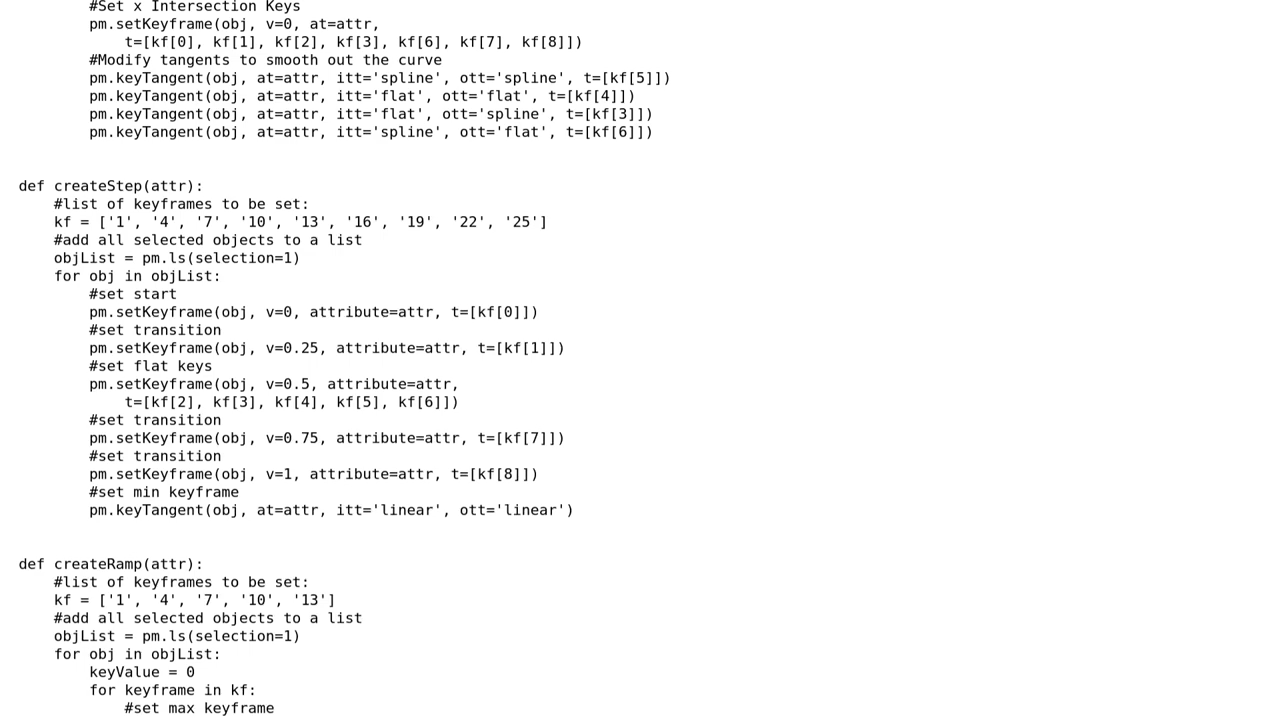 #Set x Intersection Keys
        pm.setKeyframe(obj, v=0, at=attr,
            t=[kf[0], kf[1], kf[2], kf[3], kf[6], kf[7], kf[8]])
        #Modify tangents to smooth out the curve
        pm.keyTangent(obj, at=attr, itt='spline', ott='spline', t=[kf[5]])
        pm.keyTangent(obj, at=attr, itt='flat', ott='flat', t=[kf[4]])
        pm.keyTangent(obj, at=attr, itt='flat', ott='spline', t=[kf[3]])
        pm.keyTangent(obj, at=attr, itt='spline', ott='flat', t=[kf[6]])


def createStep(attr):
    #list of keyframes to be set:
    kf = ['1', '4', '7', '10', '13', '16', '19', '22', '25']
    #add all selected objects to a list
    objList = pm.ls(selection=1)
    for obj in objList:
        #set start
        pm.setKeyframe(obj, v=0, attribute=attr, t=[kf[0]])
        #set transition
        pm.setKeyframe(obj, v=0.25, attribute=attr, t=[kf[1]])
        #set flat keys
        pm.setKeyframe(obj, v=0.5, attribute=attr,
            t=[kf[2], kf[3], kf[4], kf[5], kf[6]])
        #set transition
        pm.setKeyframe(obj, v=0.75, attribute=attr, t=[kf[7]])
        #set transition
        pm.setKeyframe(obj, v=1, attribute=attr, t=[kf[8]])
        #set min keyframe
        pm.keyTangent(obj, at=attr, itt='linear', ott='linear')


def createRamp(attr):
    #list of keyframes to be set:
    kf = ['1', '4', '7', '10', '13']
    #add all selected objects to a list
    objList = pm.ls(selection=1)
    for obj in objList:
        keyValue = 0
        for keyframe in kf:
            #set max keyframe